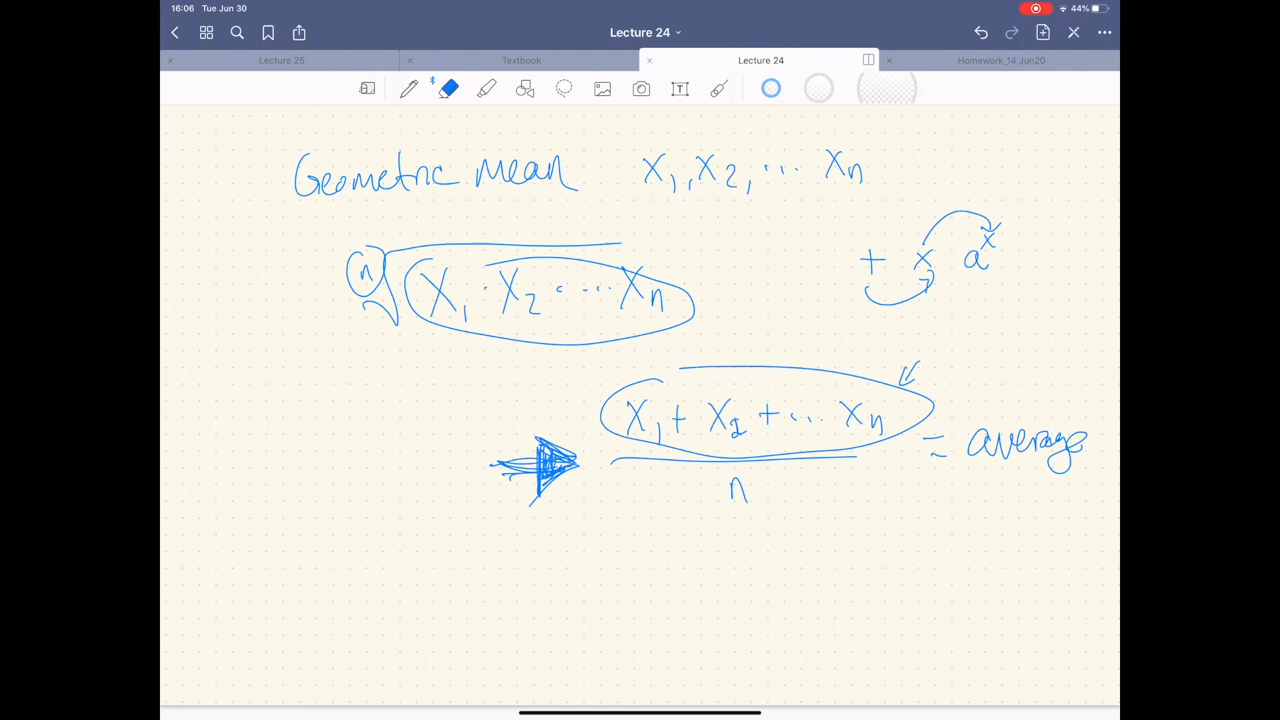 16:06 Tue Jun 30 44%
Lecture 24
Lecture 25 Textbook Lecture 24 Homework_14 Jun20
Geometric Mean X₁, X₂, ... Xn
+ x aˣ
ⁿ√X₁ · X₂ · ... Xn
X₁ + X₂ + ... Xn
= average
n